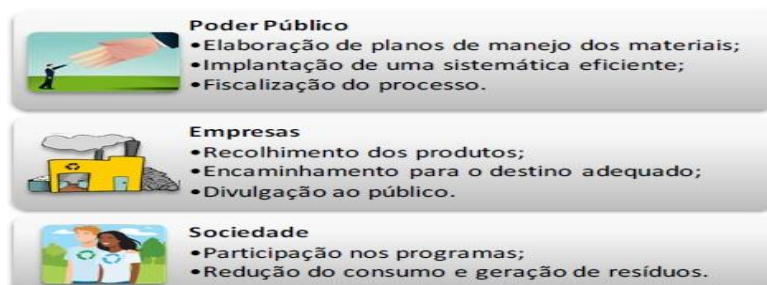 Poder Público
•Elaboração de planos de manejo dos materiais;
•Implantação de uma sistemática eficiente;
•Fiscalização do processo.
Empresas
•Recolhimento dos produtos;
•Encaminhamento para o destino adequado;
•Divulgação ao público.
Sociedade
•Participação nos programas;
•Redução do consumo e geração de resíduos.